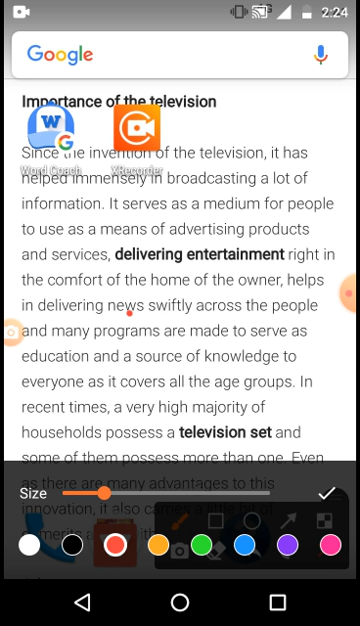 2:24
Google
Importance of the television
Word Coach XRecorder
Since the invention of the television, it has
helped immensely in broadcasting a lot of
information. It serves as a medium for people
to use as a means of advertising products
and services, delivering entertainment right in
the comfort of the home of the owner, helps
in delivering news swiftly across the people
and many programs are made to serve as
education and a source of knowledge to
everyone as it covers all the age groups. In
recent times, a very high majority of
households possess a television set and
some of them possess more than one. Even
as there are many advantages to this
Size
innovation, it also carries a little bit of
demerits